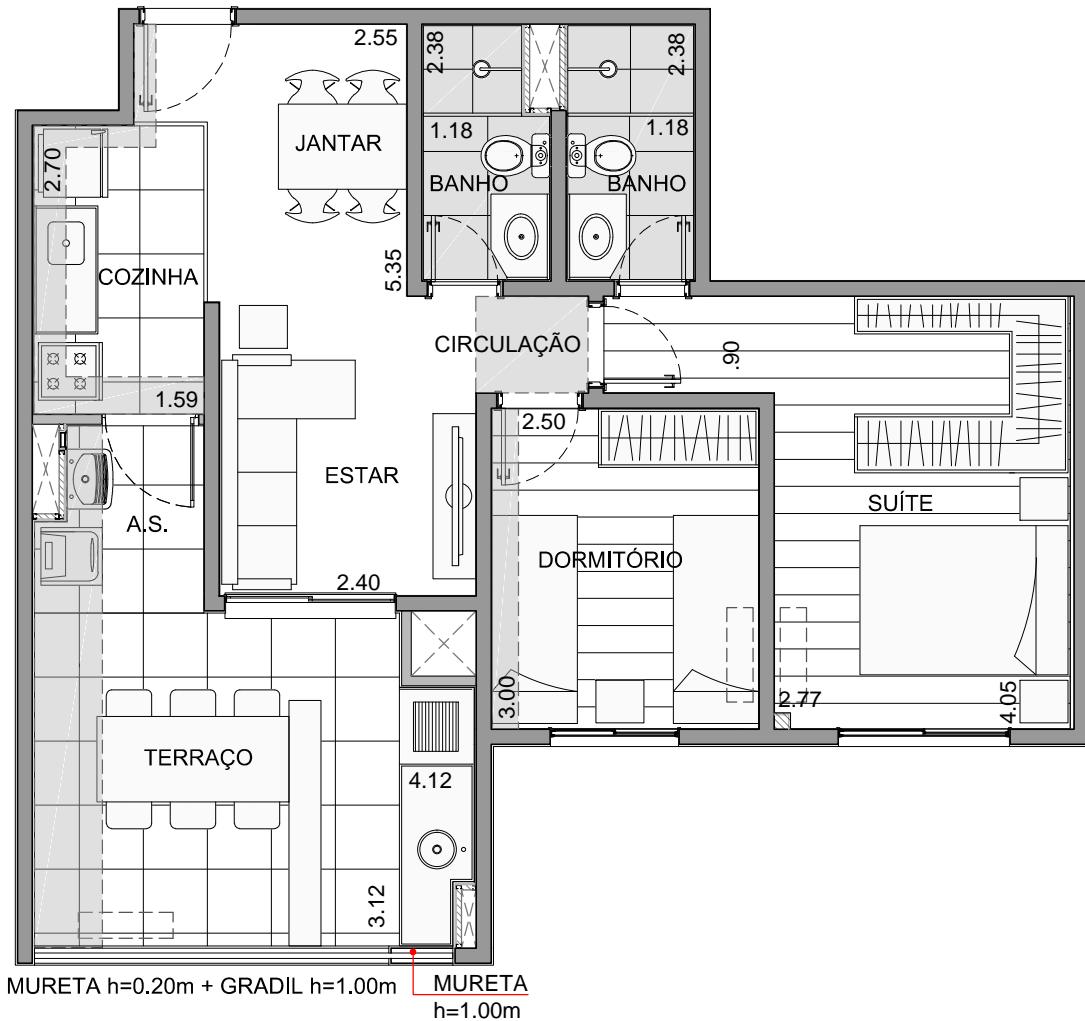 2.55
2.38
2.38
JANTAR
1.18
1.18
2.70
BANHO
BANHO
5.35
COZINHA
CIRCULAÇÃO
.90
1.59
2.50
ESTAR
SUÍTE
A.S.
DORMITÓRIO
2.40
3.00
2.77
4.05
TERRAÇO
4.12
3.12
MURETA h=0.20m + GRADIL h=1.00m
MURETA
h=1.00m